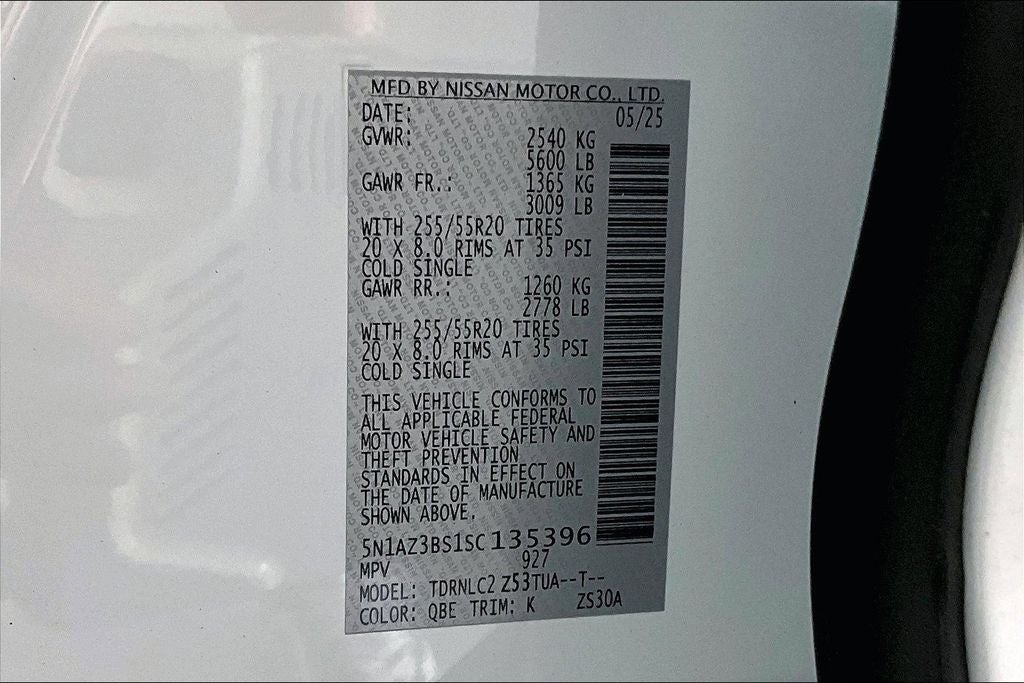 MFD BY NISSAN MOTOR CO., LTD.
DATE: 05/25
GVWR: 2540 KG
5600 LB
GAWR FR.: 1365 KG
3009 LB
WITH 255/55R20 TIRES
20 X 8.0 RIMS AT 35 PSI
COLD SINGLE
GAWR RR.: 1260 KG
2778 LB
WITH 255/55R20 TIRES
20 X 8.0 RIMS AT 35 PSI
COLD SINGLE
THIS VEHICLE CONFORMS TO
ALL APPLICABLE FEDERAL
MOTOR VEHICLE SAFETY AND
THEFT PREVENTION
STANDARDS IN EFFECT ON
THE DATE OF MANUFACTURE
SHOWN ABOVE.
5N1AZ3BS1SC135396
MPV 927
MODEL: TDRNLC2 Z53TUA--T--
COLOR: QBE TRIM: K ZS30A